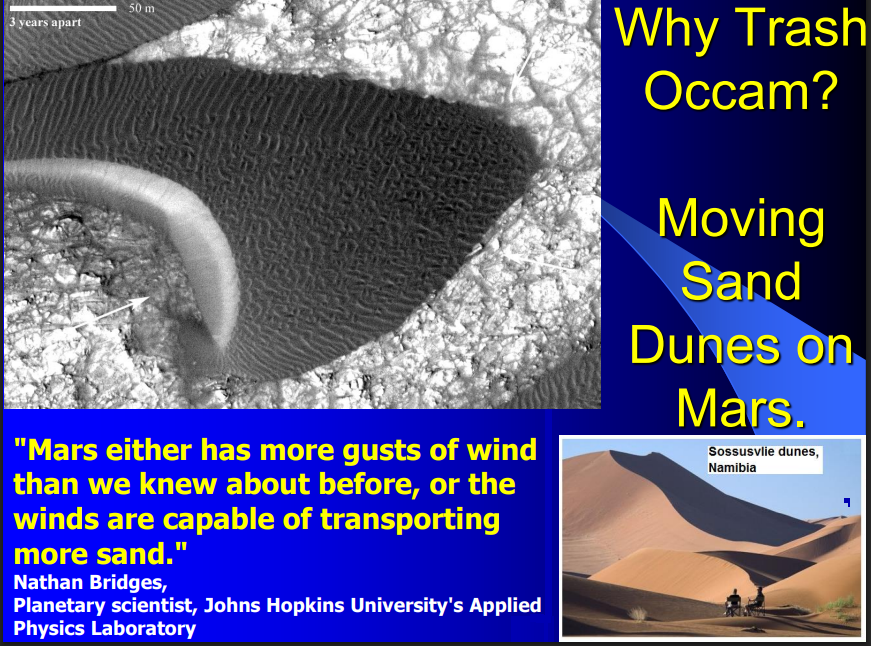 50 m
3 years apart
Why Trash
Occam?
Moving
Sand
Dunes on
Mars.
"Mars either has more gusts of wind
than we knew about before, or the
winds are capable of transporting
more sand."
Nathan Bridges,
Planetary scientist, Johns Hopkins University's Applied
Physics Laboratory
Sossusvlie dunes,
Namibia